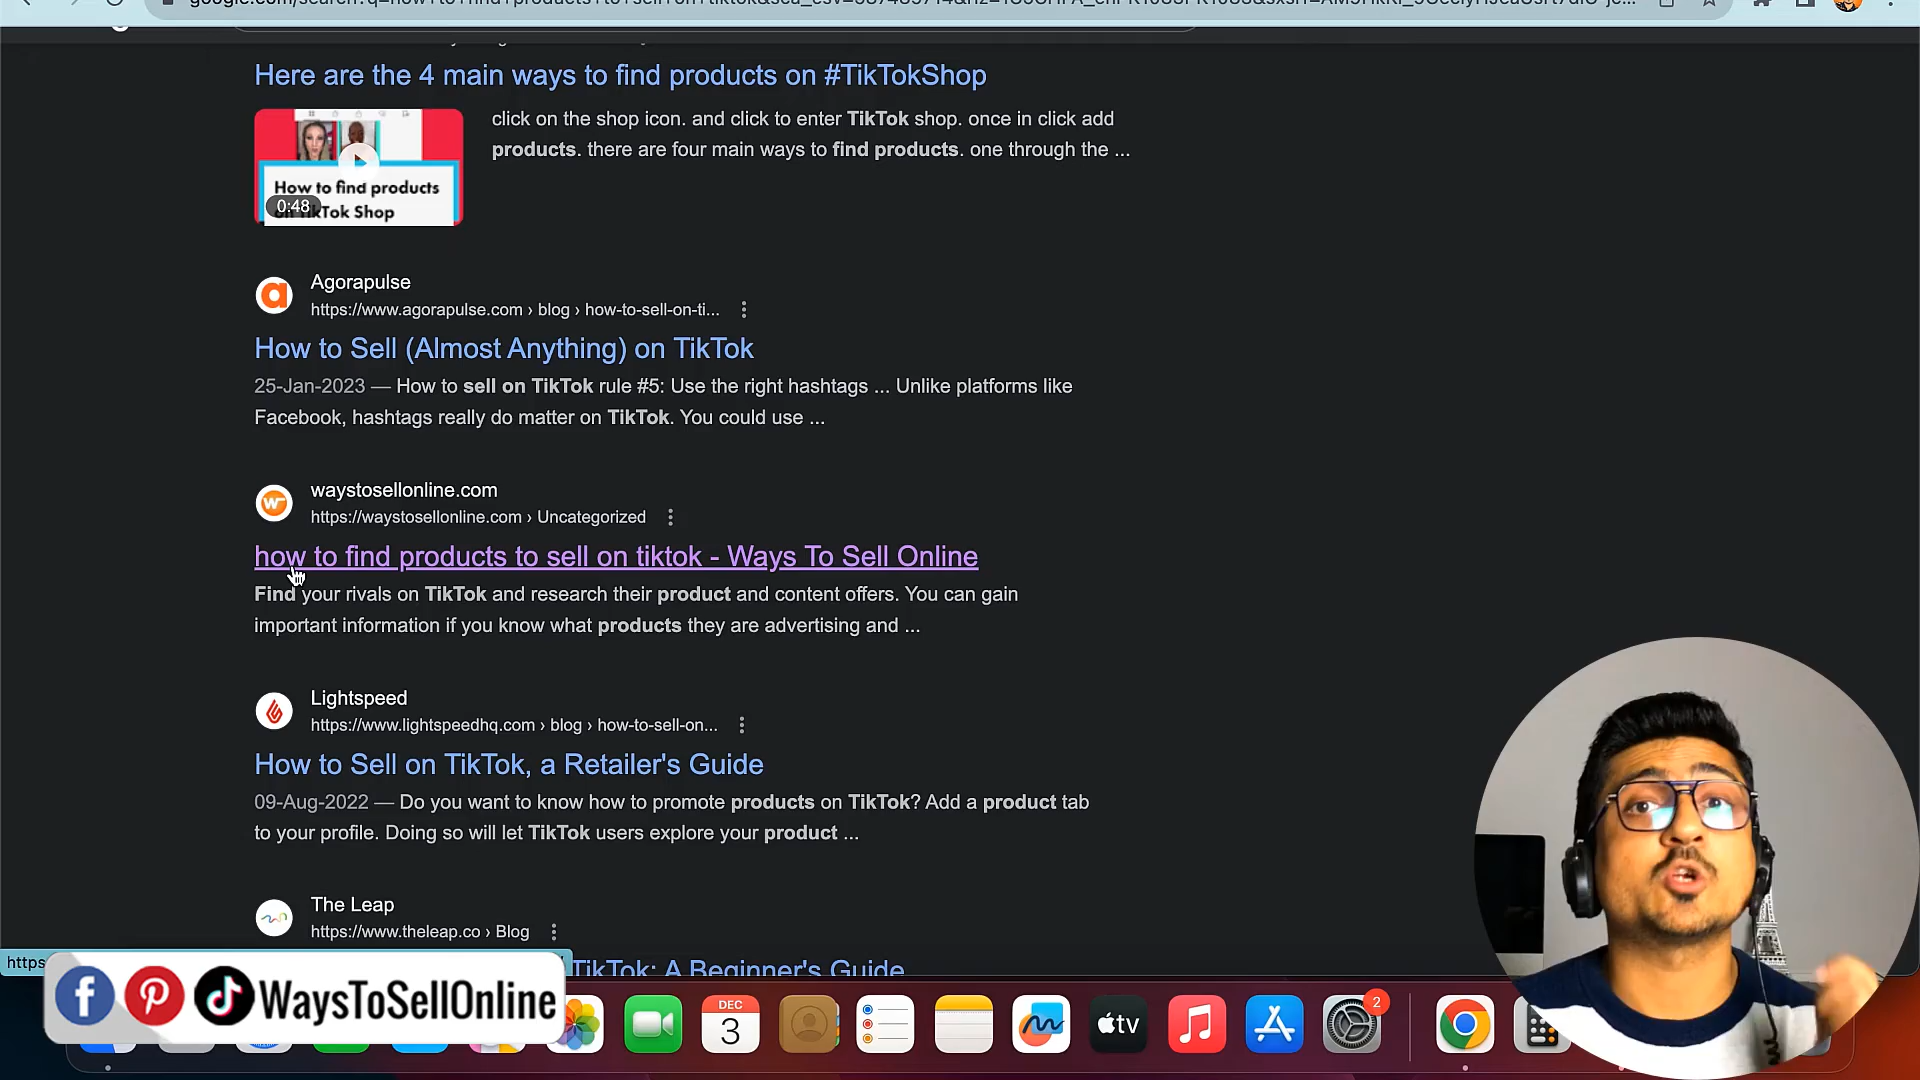 Here are the 4 main ways to find products on #TikTokShop
click on the shop icon. and click to enter TikTok shop. once in click add
products. there are four main ways to find products. one through the ...
How to find products
TikTok Shop
0:48
Agorapulse
https://www.agorapulse.com › blog › how-to-sell-on-ti...
How to Sell (Almost Anything) on TikTok
25-Jan-2023 — How to sell on TikTok rule #5: Use the right hashtags ... Unlike platforms like
Facebook, hashtags really do matter on TikTok. You could use ...
waystosellonline.com
https://waystosellonline.com › Uncategorized
how to find products to sell on tiktok - Ways To Sell Online
Find your rivals on TikTok and research their product and content offers. You can gain
important information if you know what products they are advertising and ...
Lightspeed
https://www.lightspeedhq.com › blog › how-to-sell-on...
How to Sell on TikTok, a Retailer's Guide
09-Aug-2022 — Do you want to know how to promote products on TikTok? Add a product tab
to your profile. Doing so will let TikTok users explore your product ...
The Leap
https://www.theleap.co › Blog
TikTok: A Beginner's Guide
https
WaysToSellOnline
DEC
3
tv
2